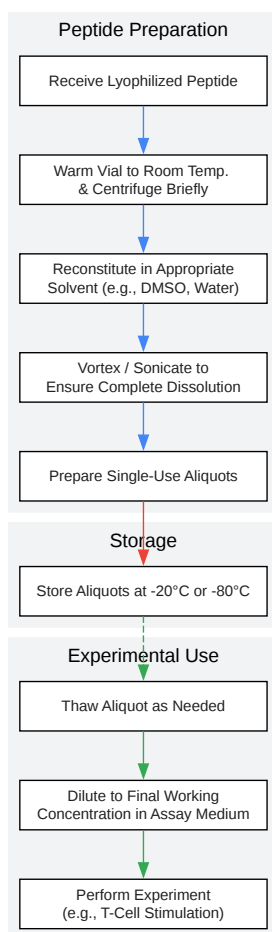 Peptide Preparation
Receive Lyophilized Peptide
Warm Vial to Room Temp.
& Centrifuge Briefly
Reconstitute in Appropriate
Solvent (e.g., DMSO, Water)
Vortex / Sonicate to
Ensure Complete Dissolution
Prepare Single-Use Aliquots
Storage
Store Aliquots at -20°C or -80°C
Experimental Use
Thaw Aliquot as Needed
Dilute to Final Working
Concentration in Assay Medium
Perform Experiment
(e.g., T-Cell Stimulation)